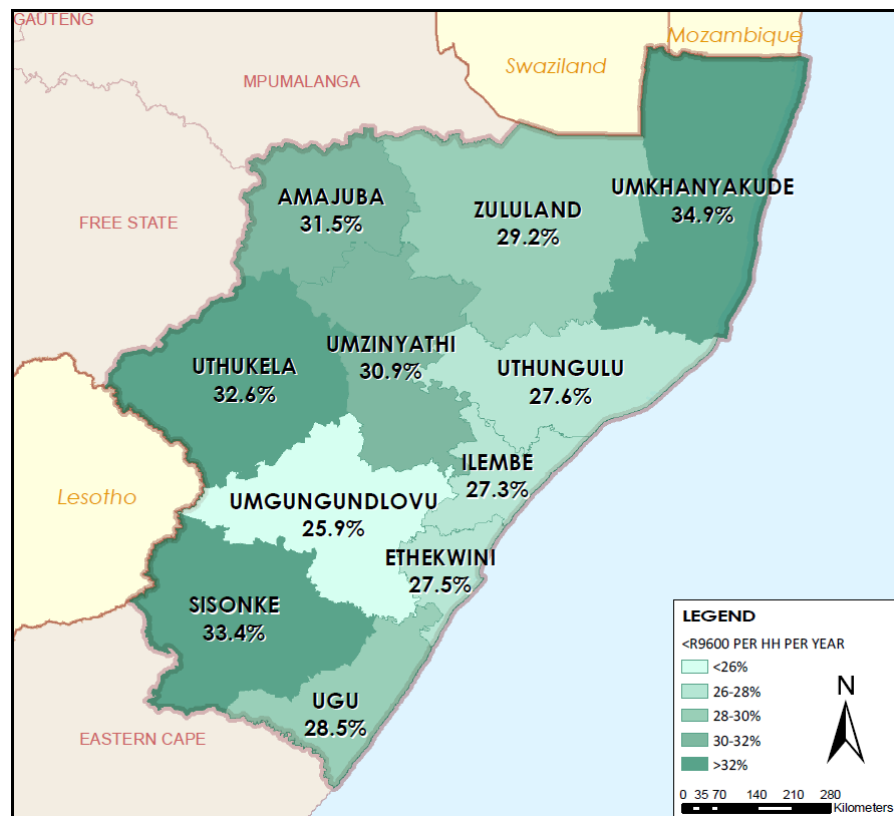 GAUTENG
Mozambique
Swaziland
MPUMALANGA
UMKHANYAKUDE
34.9%
AMAJUBA
31.5%
ZULULAND
29.2%
FREE STATE
UMZINYATHI
30.9%
UTHUKELA
32.6%
UTHUNGULU
27.6%
ILEMBE
27.3%
Lesotho
UMGUNGUNDLOVU
25.9%
ETHEKWINI
27.5%
SISONKE
33.4%
UGU
28.5%
EASTERN CAPE
LEGEND
<R9600 PER HH PER YEAR
<26%
26-28%
28-30%
30-32%
>32%
N
0 35 70 140 210 280
Kilometers